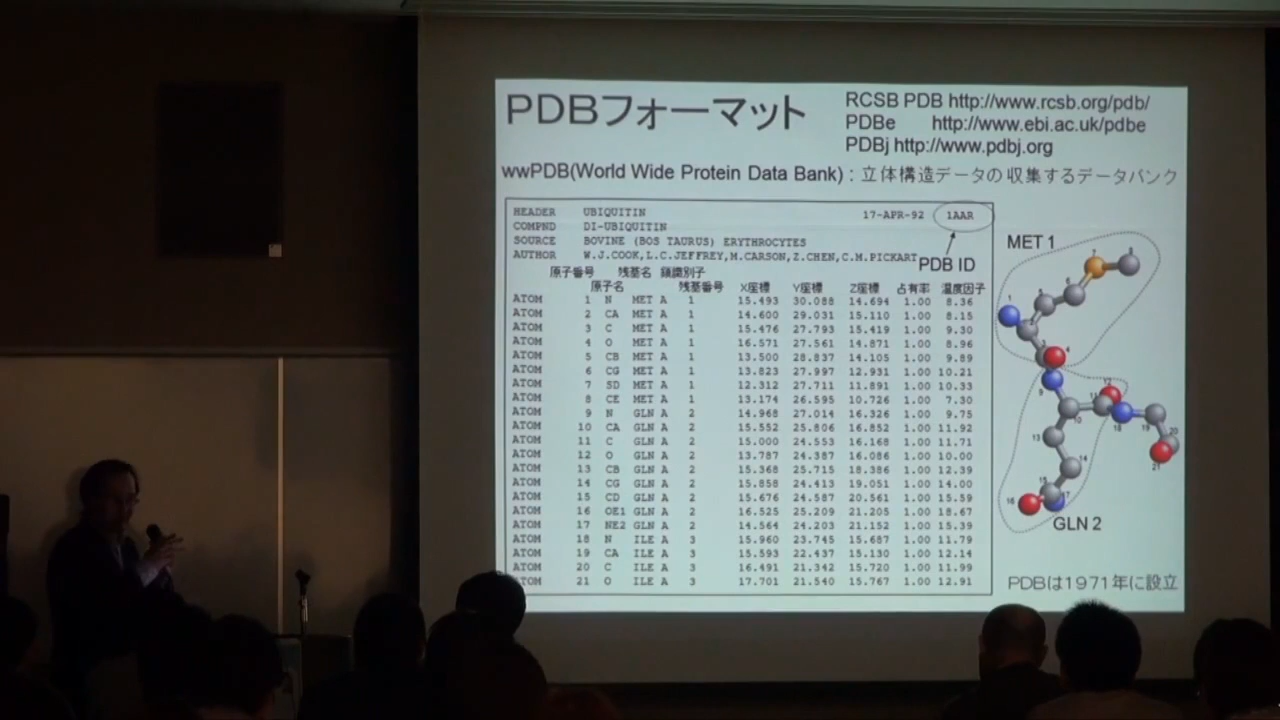 PDBフォーマット
RCSB PDB http://www.rcsb.org/pdb/
PDBe http://www.ebi.ac.uk/pdbe
PDBj http://www.pdbj.org
wwPDB(World Wide Protein Data Bank) : 立体構造データの収集するデータバンク
HEADER UBIQUITIN 17-APR-92 1AAR
COMPND DI-UBIQUITIN
SOURCE BOVINE (BOS TAURUS) ERYTHROCYTES
AUTHOR W.J.COOK,L.C.JEFFREY,M.CARSON,Z.CHEN,C.M.PICKART
PDB ID
原子番号 残基名 鎖識別子
原子名 残基番号 X座標 Y座標 Z座標 占有率 温度因子
ATOM 1 N MET A 1 15.493 30.088 14.694 1.00 8.36
ATOM 2 CA MET A 1 14.600 29.031 15.110 1.00 8.15
ATOM 3 C MET A 1 15.476 27.793 15.419 1.00 9.30
ATOM 4 O MET A 1 16.571 27.561 14.871 1.00 8.96
ATOM 5 CB MET A 1 13.500 28.837 14.105 1.00 9.89
ATOM 6 CG MET A 1 13.823 27.997 12.931 1.00 10.21
ATOM 7 SD MET A 1 12.312 27.711 11.891 1.00 10.33
ATOM 8 CE MET A 1 13.174 26.595 10.726 1.00 7.30
ATOM 9 N GLN A 2 14.968 27.014 16.326 1.00 9.75
ATOM 10 CA GLN A 2 15.552 25.806 16.852 1.00 11.92
ATOM 11 C GLN A 2 15.000 24.553 16.168 1.00 11.71
ATOM 12 O GLN A 2 13.787 24.387 16.086 1.00 10.00
ATOM 13 CB GLN A 2 15.368 25.715 18.386 1.00 12.39
ATOM 14 CG GLN A 2 15.858 24.413 19.051 1.00 14.00
ATOM 15 CD GLN A 2 15.676 24.587 20.561 1.00 15.59
ATOM 16 OE1 GLN A 2 16.525 25.209 21.205 1.00 18.67
ATOM 17 NE2 GLN A 2 14.564 24.203 21.152 1.00 15.39
ATOM 18 N ILE A 3 15.960 23.745 15.687 1.00 11.79
ATOM 19 CA ILE A 3 15.593 22.437 15.130 1.00 12.14
ATOM 20 C ILE A 3 16.491 21.342 15.720 1.00 11.99
ATOM 21 O ILE A 3 17.701 21.540 15.767 1.00 12.91
MET 1
GLN 2
PDBは1971年に設立